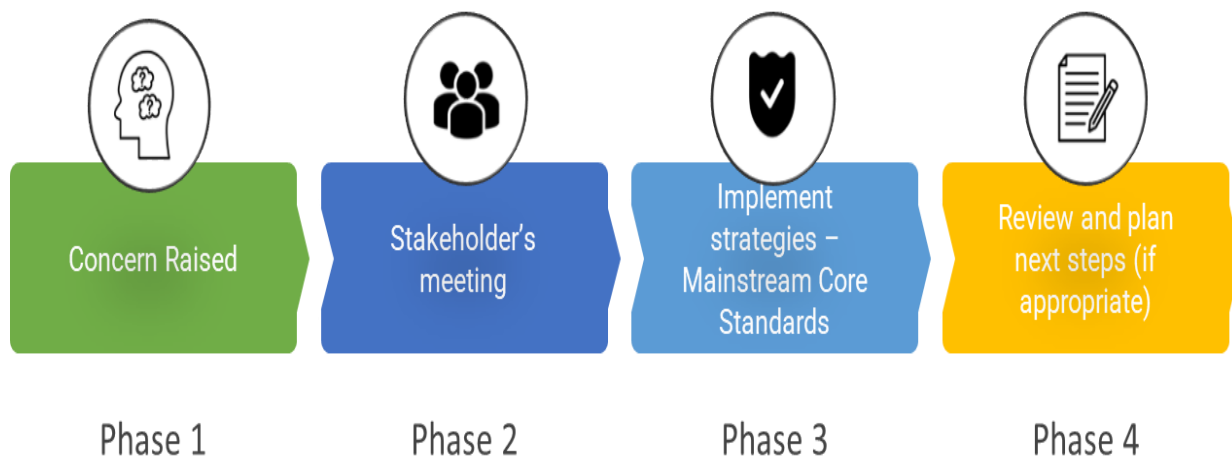 Concern Raised
Stakeholder’s
meeting
Implement
strategies –
Mainstream Core
Standards
Review and plan
next steps (if
appropriate)
Phase 1
Phase 2
Phase 3
Phase 4